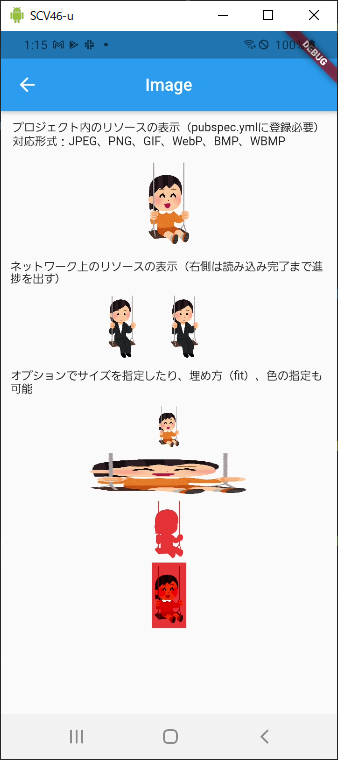 SCV46-u
1:15
100%
DEBUG
Image
プロジェクト内のリソースの表示（pubspec.ymlに登録必要）
対応形式：JPEG、PNG、GIF、WebP、BMP、WBMP
ネットワーク上のリソースの表示（右側は読み込み完了まで進
捗を出す）
オプションでサイズを指定したり、埋め方（fit）、色の指定も
可能